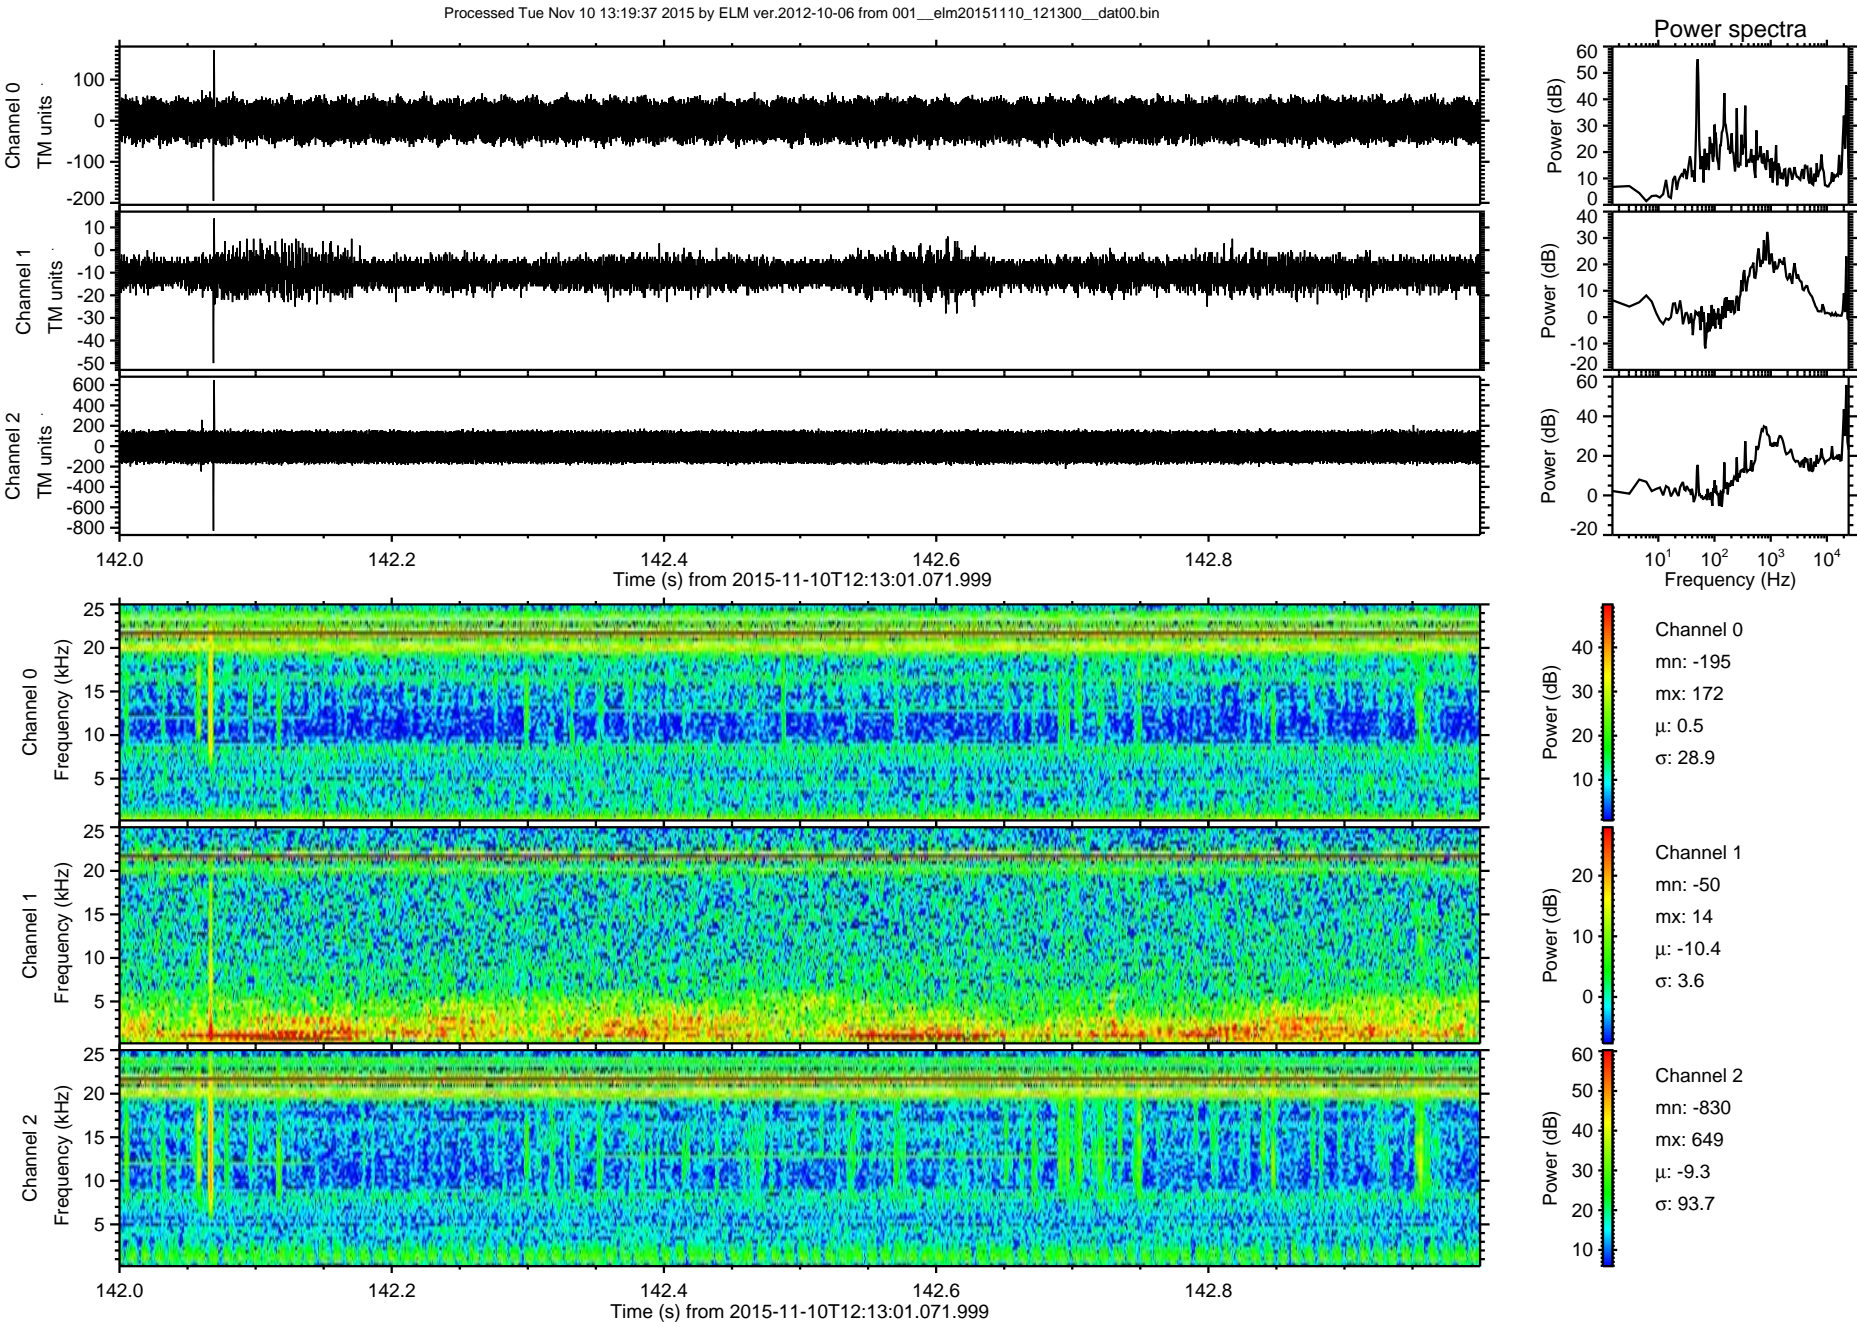 Processed Tue Nov 10 13:19:37 2015 by ELM ver.2012-10-06 from 001__elm20151110_121300__dat00.bin
Power spectra
Channel 0
TM units
100
0
-100
-200
Power (dB)
60
50
40
30
20
10
0
Channel 1
TM units
10
0
-10
-20
-30
-40
-50
Power (dB)
40
30
20
10
0
-10
-20
Channel 2
TM units
600
400
200
0
-200
-400
-600
-800
Power (dB)
60
40
20
0
-20
142.0 142.2 142.4 142.6 142.8
Time (s) from 2015-11-10T12:13:01.071.999
10¹ 10² 10³ 10⁴
Frequency (Hz)
Channel 0
Frequency (kHz)
25
20
15
10
5
Power (dB)
40
30
20
10
Channel 0
mn: -195
mx: 172
μ: 0.5
σ: 28.9
Channel 1
Frequency (kHz)
25
20
15
10
5
Power (dB)
20
10
0
Channel 1
mn: -50
mx: 14
μ: -10.4
σ: 3.6
Channel 2
Frequency (kHz)
25
20
15
10
5
Power (dB)
60
50
40
30
20
10
Channel 2
mn: -830
mx: 649
μ: -9.3
σ: 93.7
142.0 142.2 142.4 142.6 142.8
Time (s) from 2015-11-10T12:13:01.071.999